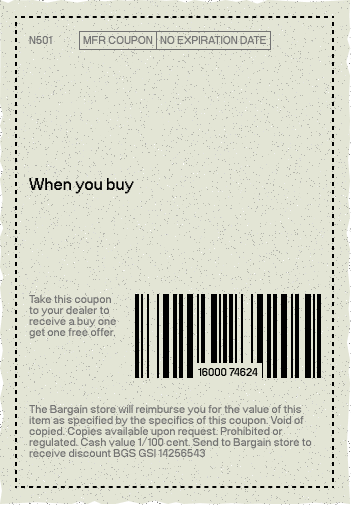 N501 MFR COUPON NO EXPIRATION DATE
When you buy
Take this coupon
to your dealer to
receive a buy one
get one free offer.
16000 74624
The Bargain store will reimburse you for the value of this
item as specified by the specifics of this coupon. Void of
copied. Copies available upon request. Prohibited or
regulated. Cash value 1/100 cent. Send to Bargain store to
receive discount BGS GSI 14256543